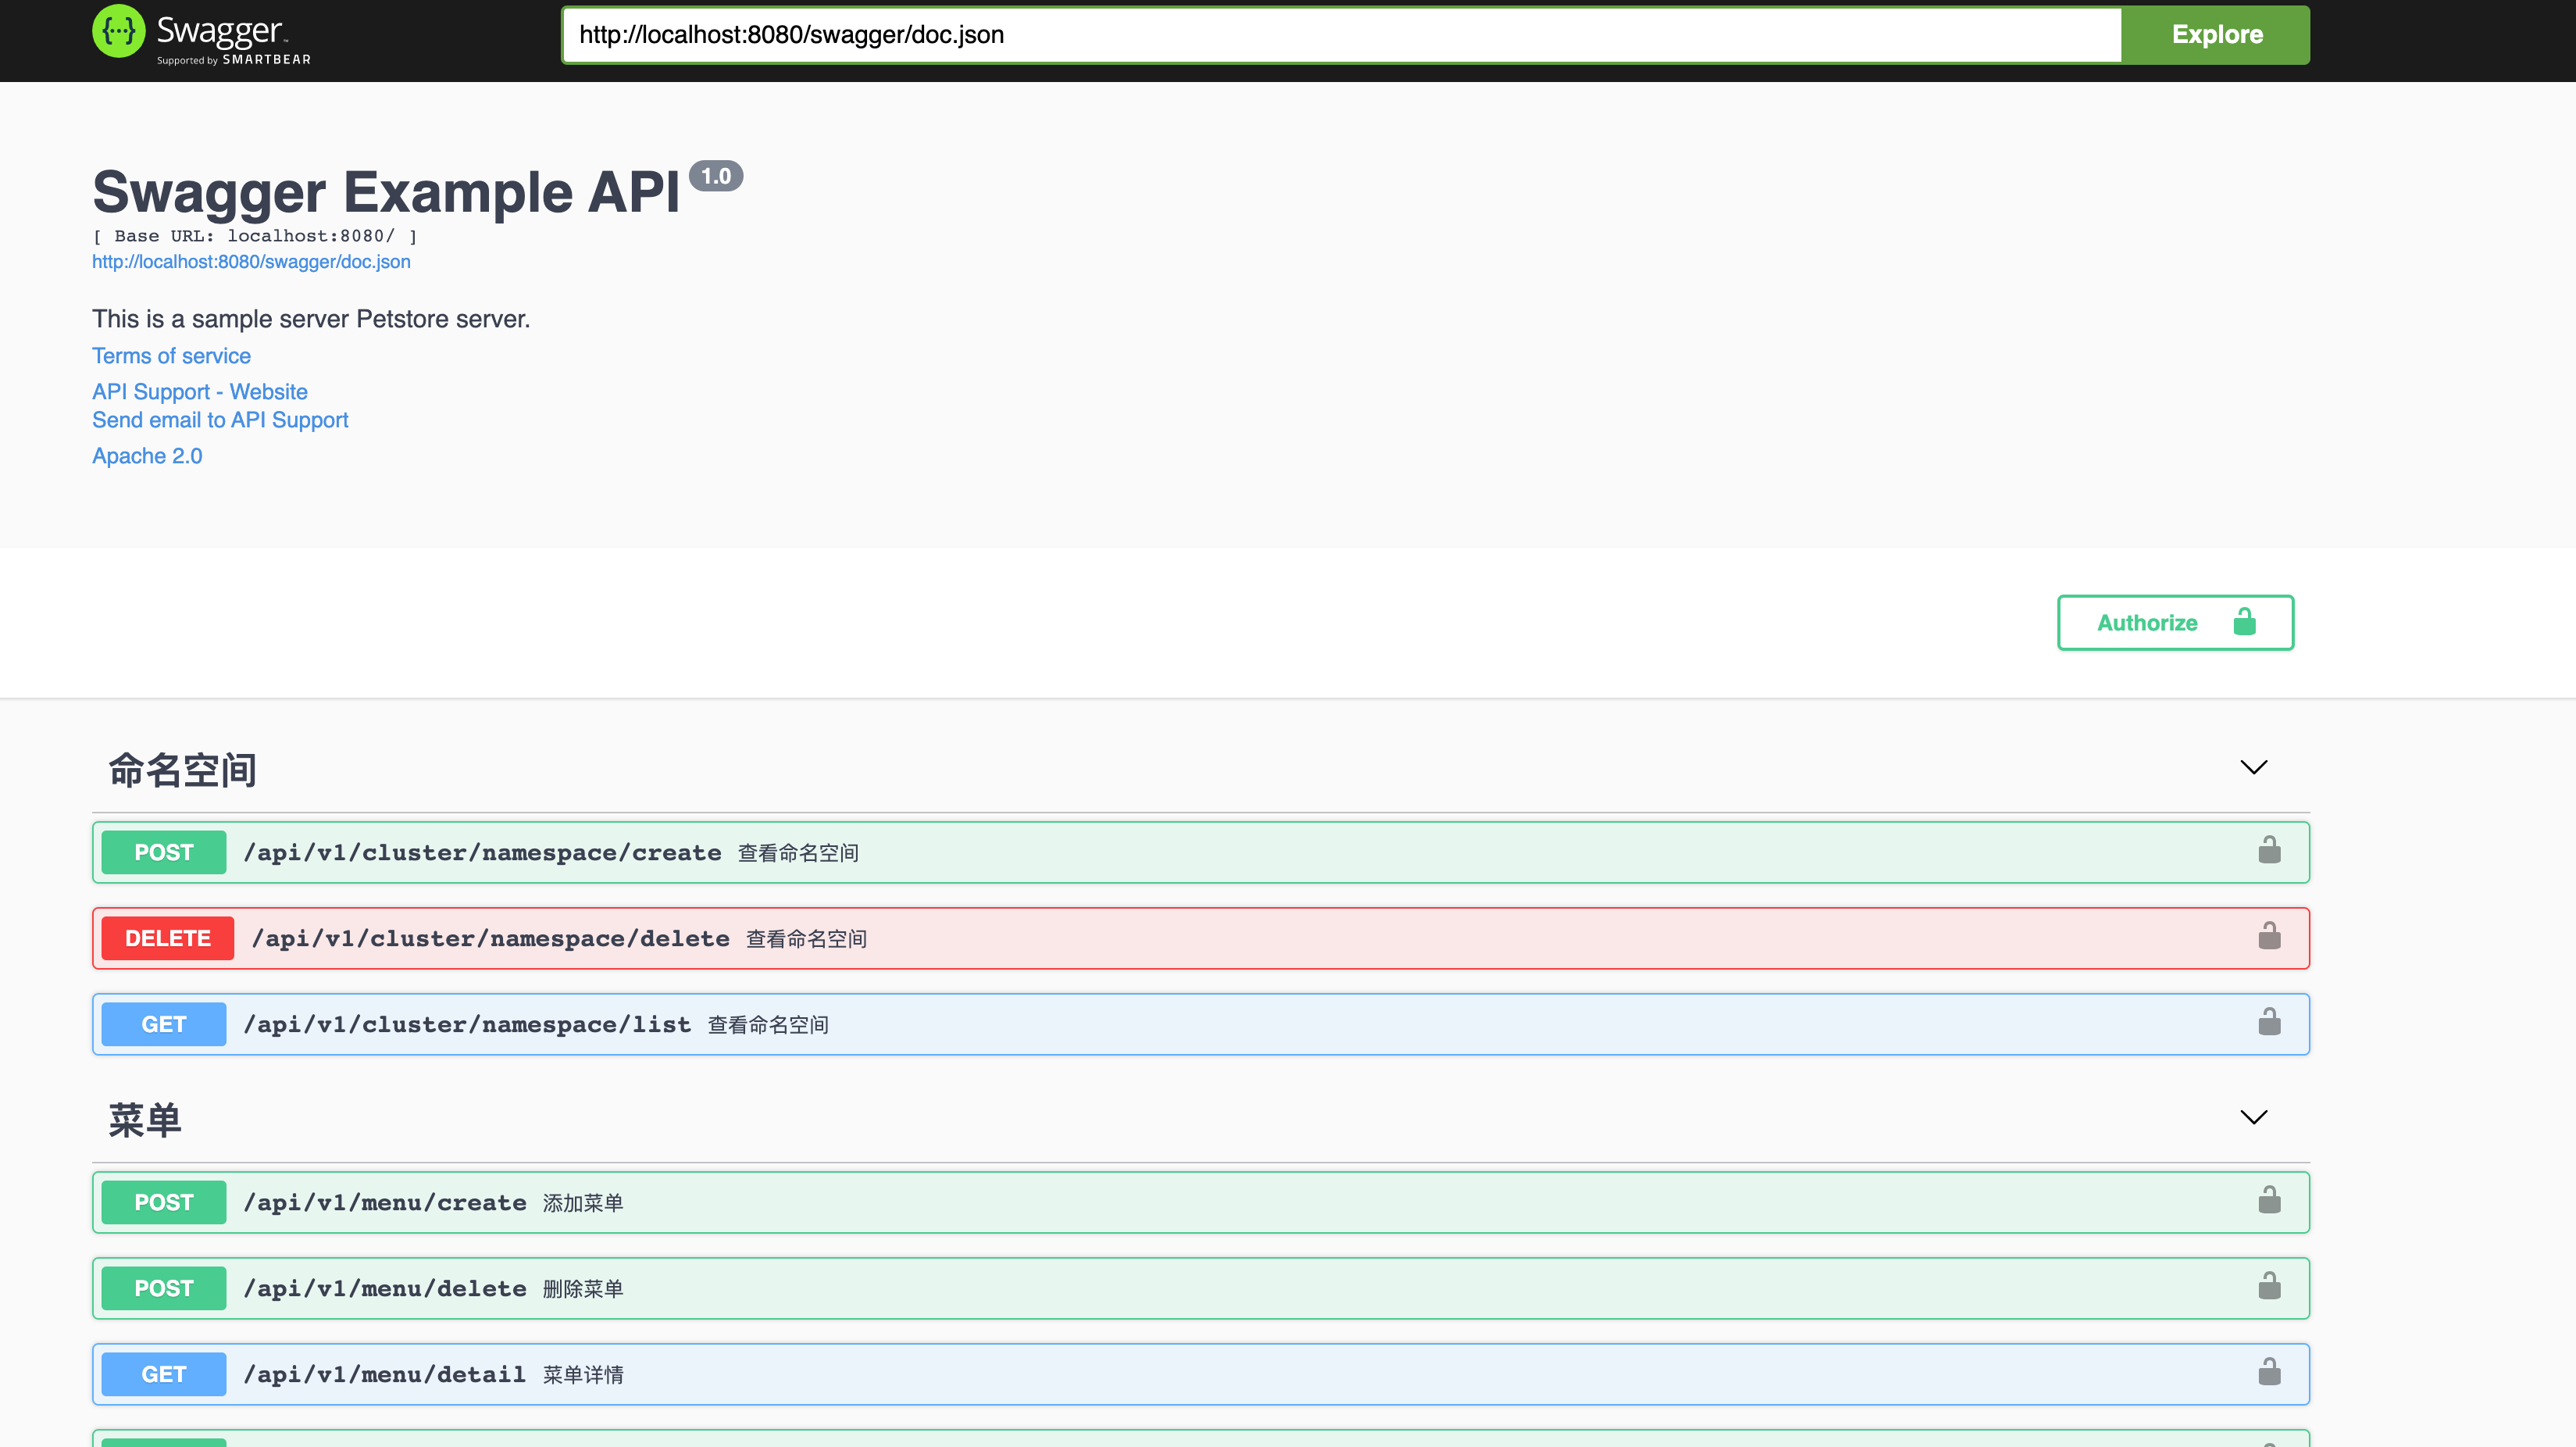 Swagger™
Supported by SMARTBEAR
http://localhost:8080/swagger/doc.json
Explore
Swagger Example API 1.0
[ Base URL: localhost:8080/ ]
http://localhost:8080/swagger/doc.json
This is a sample server Petstore server.
Terms of service
API Support - Website
Send email to API Support
Apache 2.0
Authorize
命名空间
POST /api/v1/cluster/namespace/create 查看命名空间
DELETE /api/v1/cluster/namespace/delete 查看命名空间
GET /api/v1/cluster/namespace/list 查看命名空间
菜单
POST /api/v1/menu/create 添加菜单
POST /api/v1/menu/delete 删除菜单
GET /api/v1/menu/detail 菜单详情